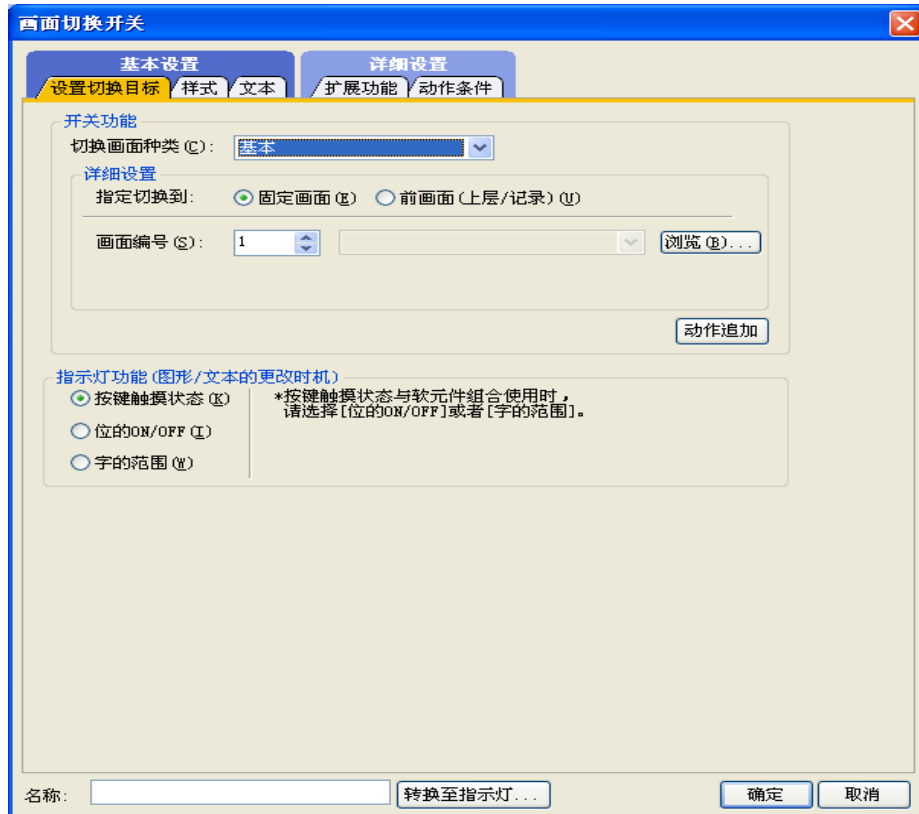 画面切换开关
基本设置 详细设置
设置切换目标 样式 文本 扩展功能 动作条件
开关功能
切换画面种类(C): 基本
详细设置
指定切换到: 固定画面(E) 前画面(上层/记录)(U)
画面编号(S): 1 浏览(B)...
动作追加
指示灯功能(图形/文本的更改时机)
按键触摸状态(K) *按键触摸状态与软元件组合使用时，
请选择[位的ON/OFF]或者[字的范围]。
位的ON/OFF(I)
字的范围(W)
名称: 转换至指示灯... 确定 取消